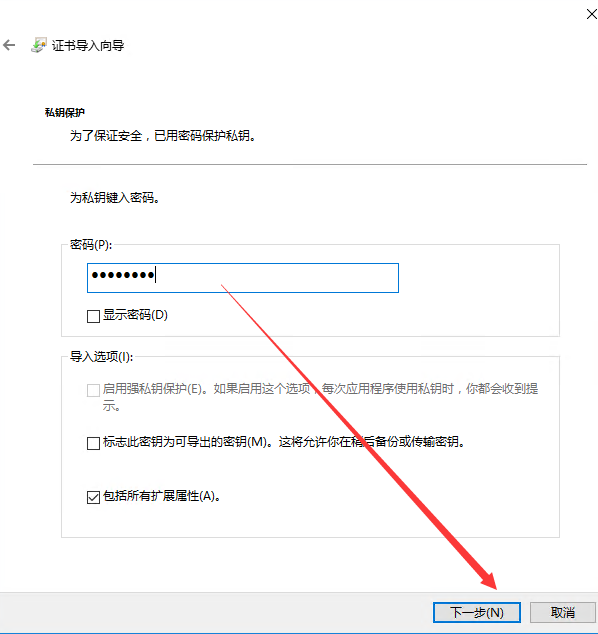 证书导入向导
私钥保护
为了保证安全，已用密码保护私钥。
为私钥键入密码。
密码(P):
●●●●●●●●
显示密码(D)
导入选项(I):
启用强私钥保护(E)。如果启用这个选项，每次应用程序使用私钥时，你都会收到提
示。
标志此密钥为可导出的密钥(M)。这将允许你在稍后备份或传输密钥。
包括所有扩展属性(A)。
下一步(N)
取消